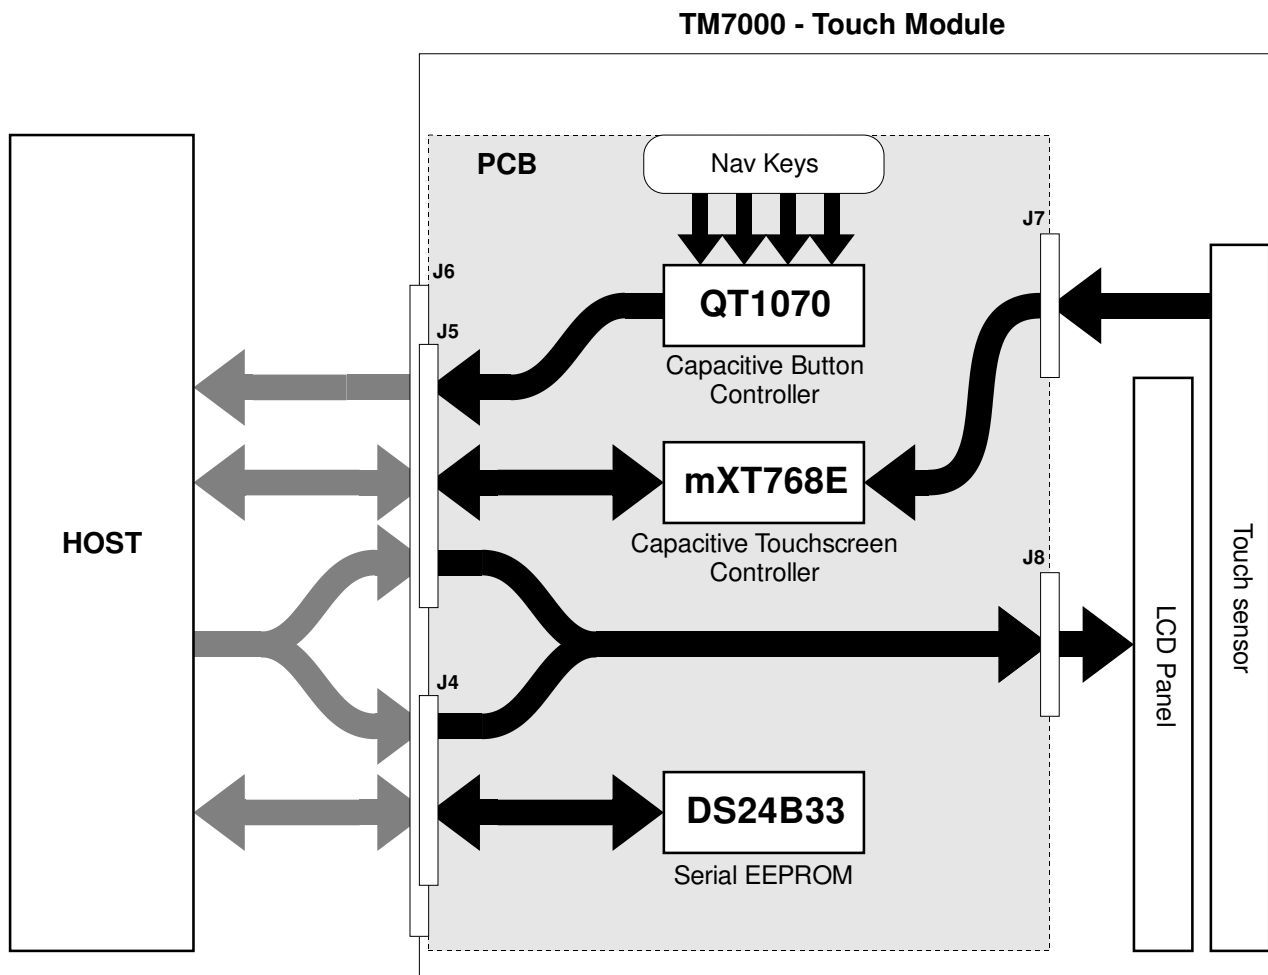 TM7000 - Touch Module
PCB
Nav Keys
J7
J6
QT1070
J5
Capacitive Button
Controller
mXT768E
HOST
Capacitive Touchscreen
Controller
J8
Touch sensor
LCD Panel
J4
DS24B33
Serial EEPROM